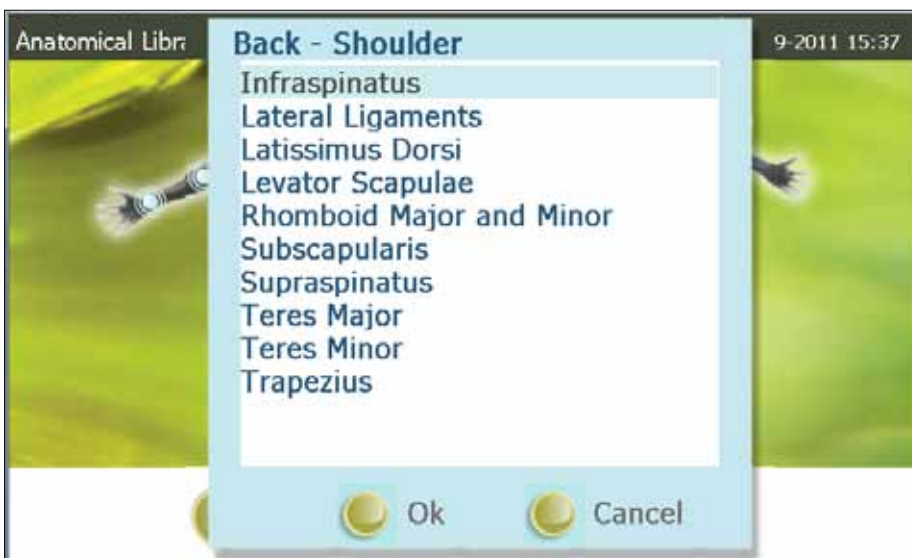 Anatomical Libr
Back - Shoulder
9-2011 15:37
Infraspinatus
Lateral Ligaments
Latissimus Dorsi
Levator Scapulae
Rhomboid Major and Minor
Subscapularis
Supraspinatus
Teres Major
Teres Minor
Trapezius
Ok
Cancel